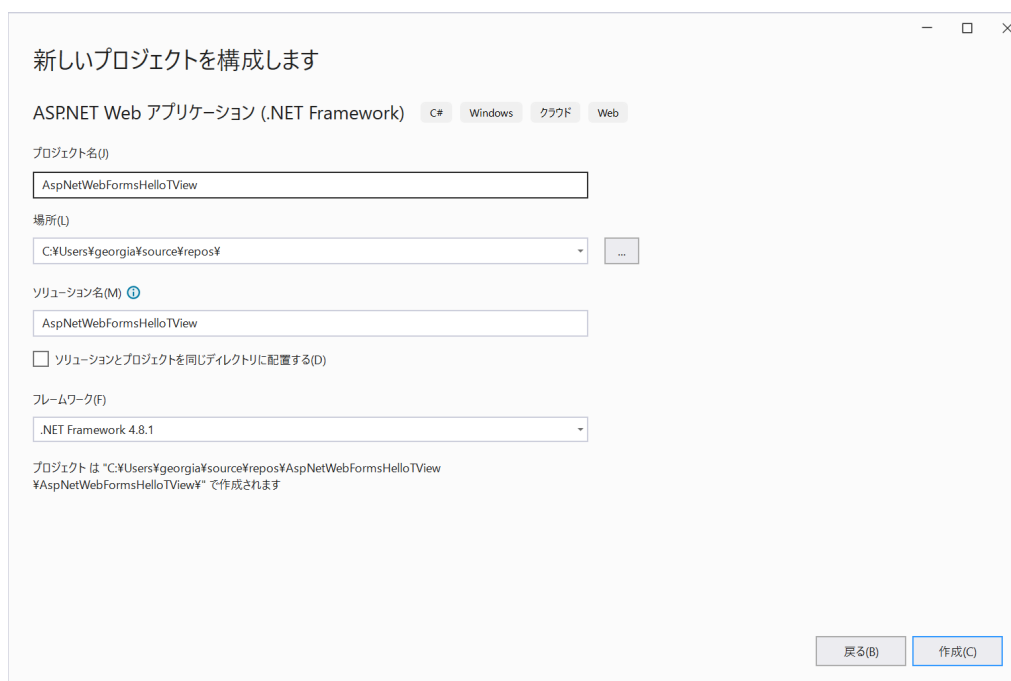 新しいプロジェクトを構成します
ASP.NET Web アプリケーション (.NET Framework) C# Windows クラウド Web
プロジェクト名(J)
AspNetWebFormsHelloTView
場所(L)
C:¥Users¥georgia¥source¥repos¥
...
ソリューション名(M)
AspNetWebFormsHelloTView
ソリューションとプロジェクトを同じディレクトリに配置する(D)
フレームワーク(F)
.NET Framework 4.8.1
プロジェクト は "C:¥Users¥georgia¥source¥repos¥AspNetWebFormsHelloTView
¥AspNetWebFormsHelloTView¥" で作成されます
戻る(B) 作成(C)